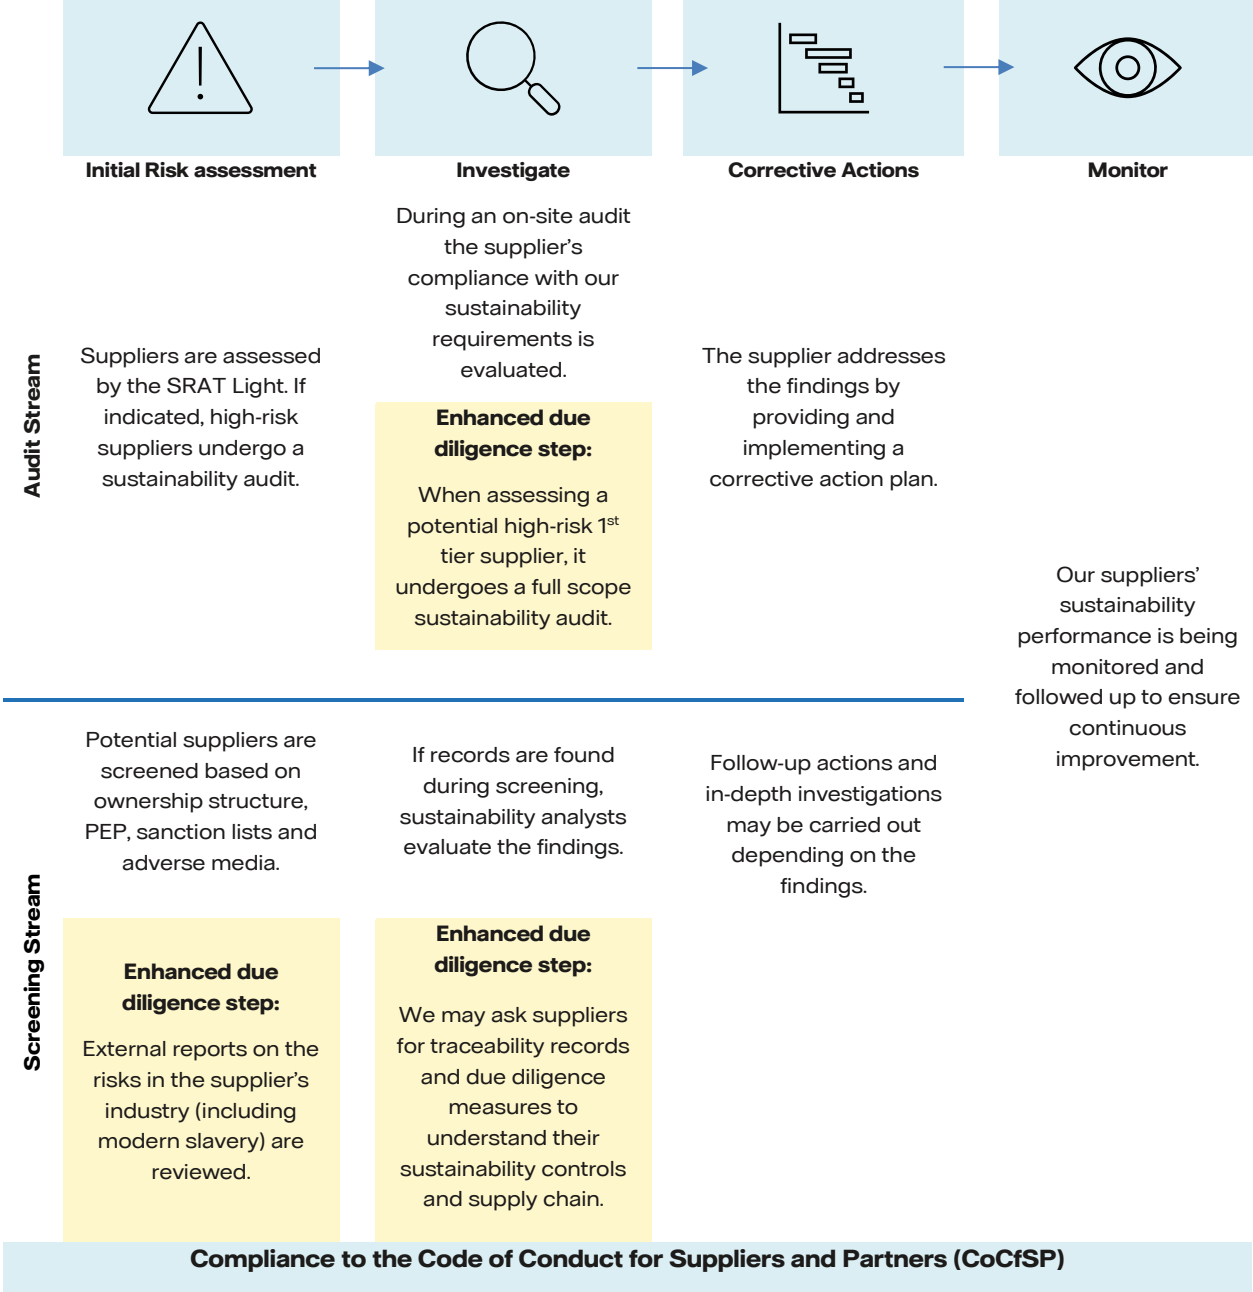 Initial Risk assessment
Investigate
Corrective Actions
Monitor
Audit Stream
Suppliers are assessed
by the SRAT Light. If
indicated, high-risk
suppliers undergo a
sustainability audit.
During an on-site audit
the supplier’s
compliance with our
sustainability
requirements is
evaluated.
Enhanced due
diligence step:
When assessing a
potential high-risk 1st
tier supplier, it
undergoes a full scope
sustainability audit.
The supplier addresses
the findings by
providing and
implementing a
corrective action plan.
Our suppliers’
sustainability
performance is being
monitored and
followed up to ensure
continuous
improvement.
Screening Stream
Potential suppliers are
screened based on
ownership structure,
PEP, sanction lists and
adverse media.
Enhanced due
diligence step:
External reports on the
risks in the supplier’s
industry (including
modern slavery) are
reviewed.
If records are found
during screening,
sustainability analysts
evaluate the findings.
Enhanced due
diligence step:
We may ask suppliers
for traceability records
and due diligence
measures to
understand their
sustainability controls
and supply chain.
Follow-up actions and
in-depth investigations
may be carried out
depending on the
findings.
Compliance to the Code of Conduct for Suppliers and Partners (CoCfSP)